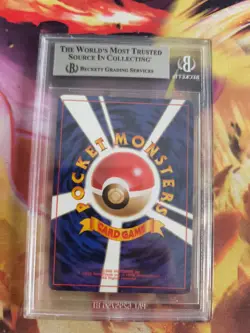 THE WORLD'S MOST TRUSTED
SOURCE IN COLLECTING
BECKETT GRADING SERVICES
POCKET MONSTERS
CARD GAME